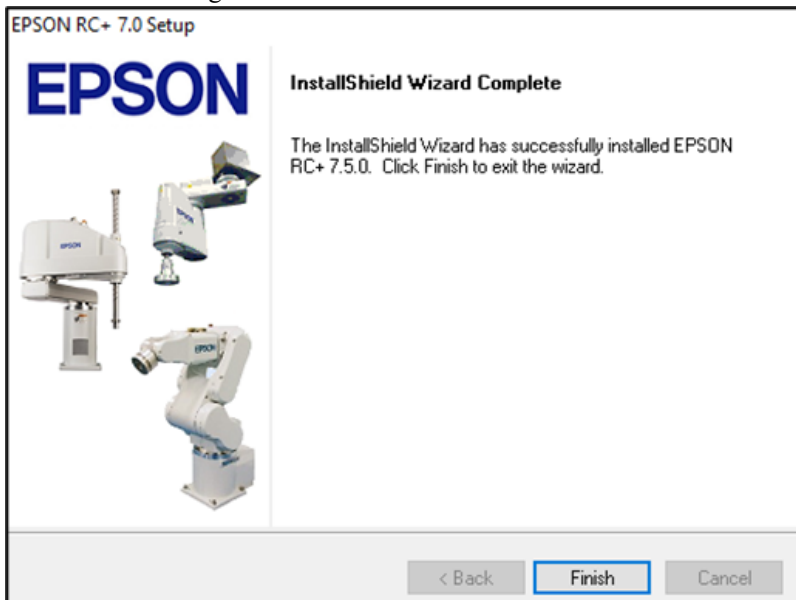 EPSON RC+ 7.0 Setup
EPSON
InstallShield Wizard Complete
The InstallShield Wizard has successfully installed EPSON
RC+ 7.5.0. Click Finish to exit the wizard.
EPSON
EPSON
EPSON
< Back
Finish
Cancel